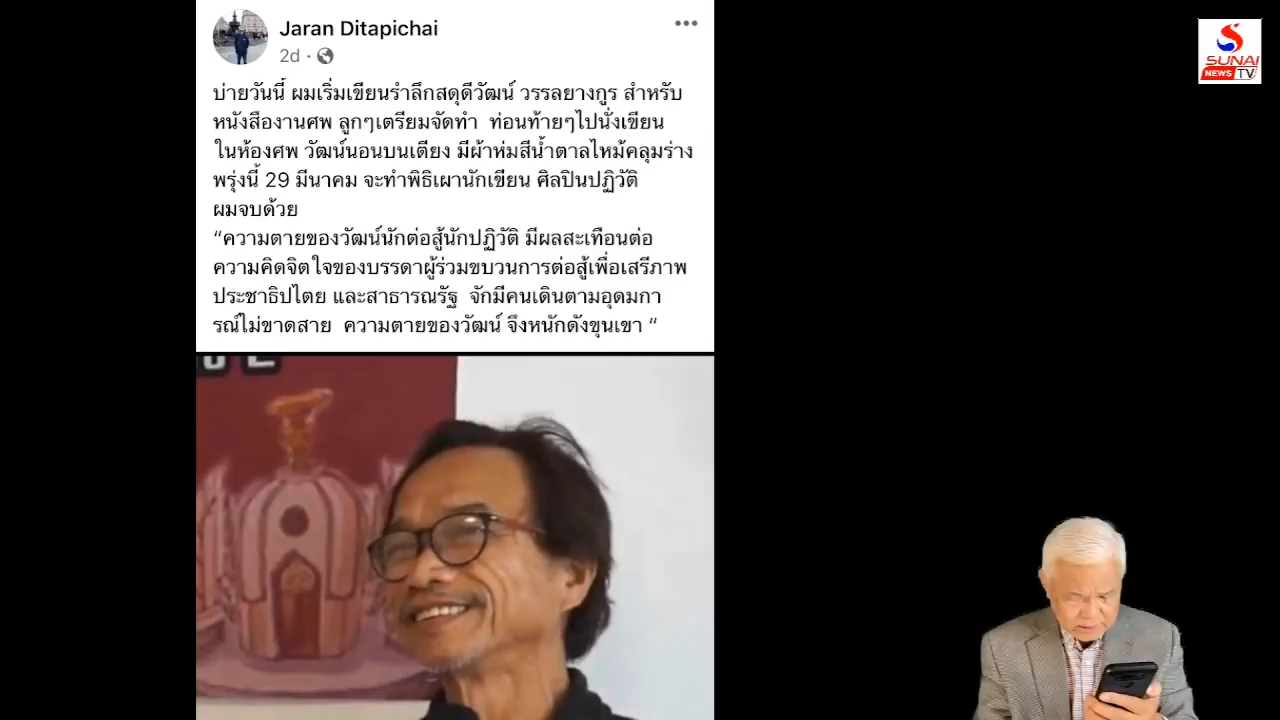 Jaran Ditapichai
2d ·
บ่ายวันนี้ ผมเริ่มเขียนรำลึกสดุดีวัฒน์ วรรลยางกูร สำหรับ
หนังสืองานศพ ลูกๆเตรียมจัดทำ ท่อนท้ายๆไปนั่งเขียน
ในห้องศพ วัฒน์นอนบนเตียง มีผ้าห่มสีน้ำตาลไหม้คลุมร่าง
พรุ่งนี้ 29 มีนาคม จะทำพิธิเผานักเขียน ศิลปินปฏิวัติ
ผมจบด้วย
“ความตายของวัฒน์นักต่อสู้นักปฏิวัติ มีผลสะเทือนต่อ
ความคิดจิตใจของบรรดาผู้ร่วมขบวนการต่อสู้เพื่อเสรีภาพ
ประชาธิปไตย และสาธารณรัฐ จักมีคนเดินตามอุดมกา
รณ์ไม่ขาดสาย ความตายของวัฒน์ จึงหนักดังขุนเขา “
SUNAI
NEWS TV